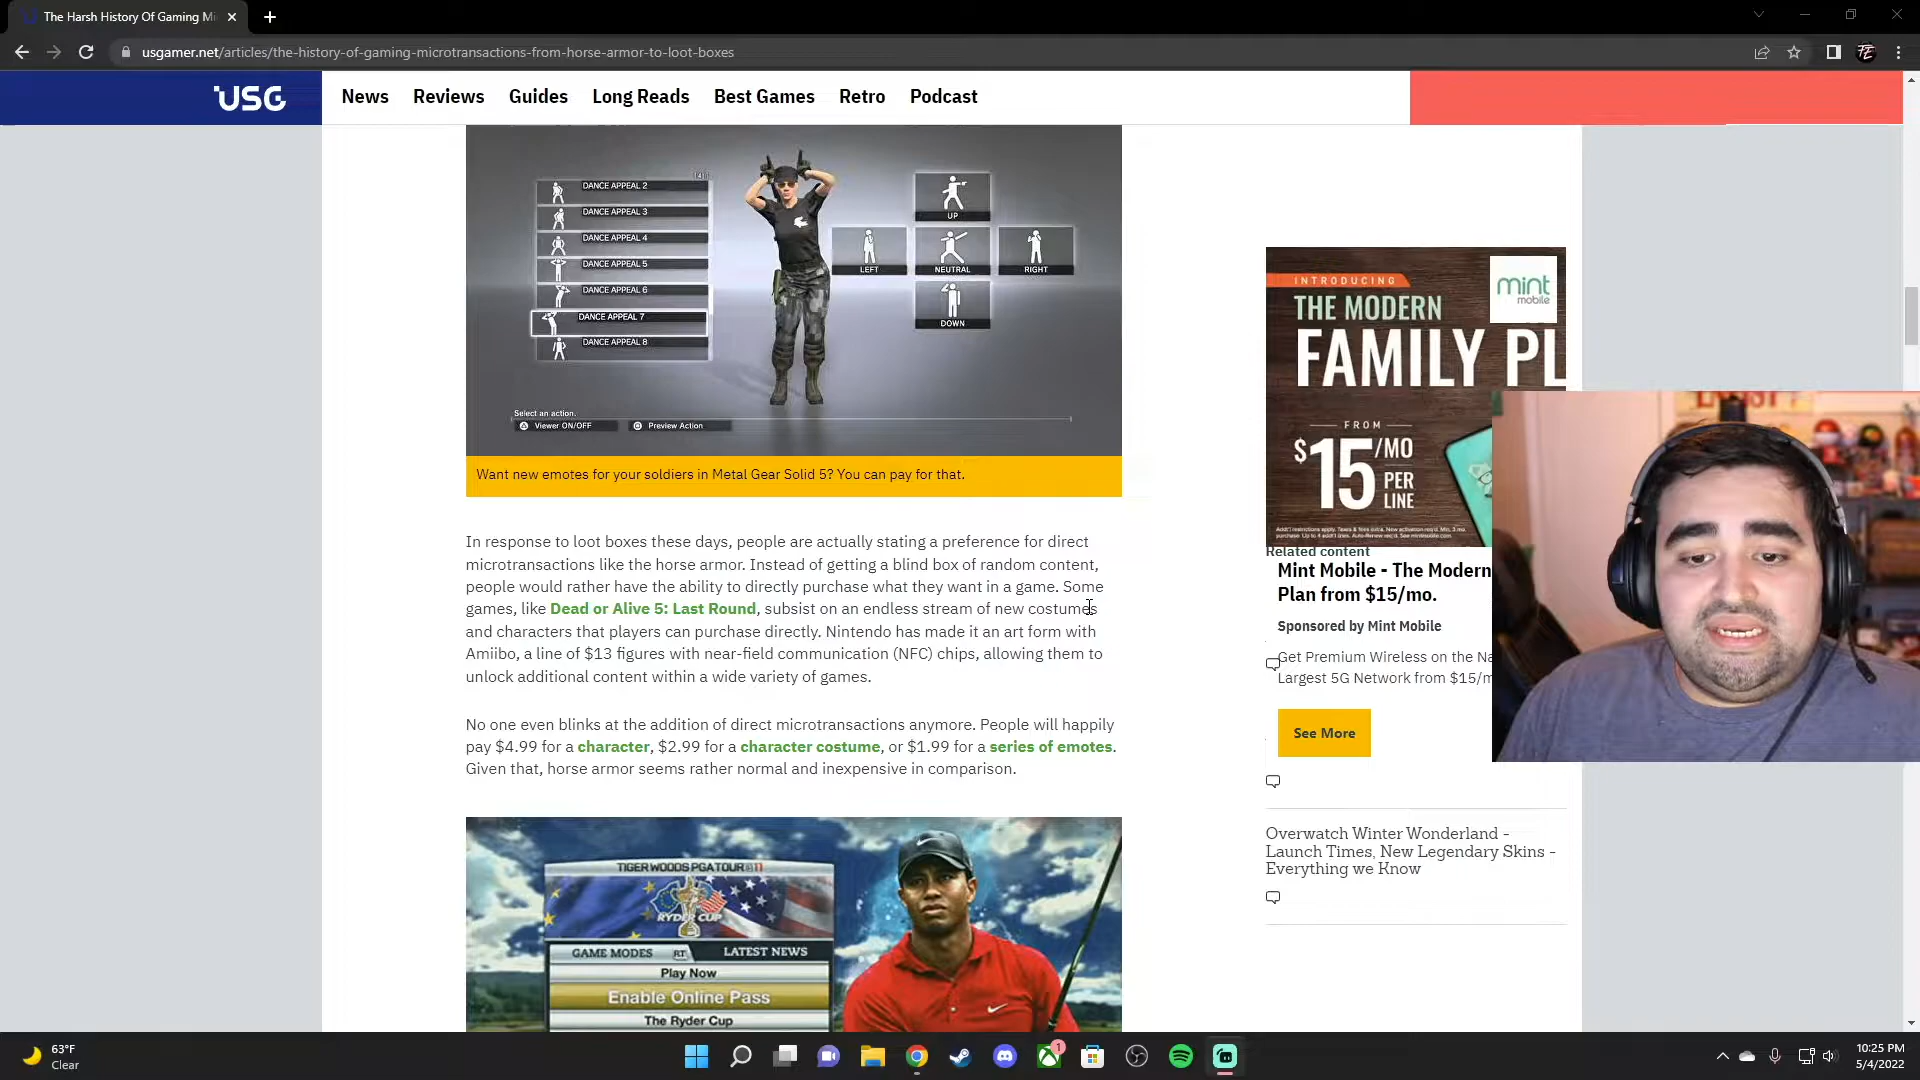 The Harsh History Of Gaming Mi
usgamer.net/articles/the-history-of-gaming-microtransactions-from-horse-armor-to-loot-boxes
USG
News Reviews Guides Long Reads Best Games Retro Podcast
DANCE APPEAL 2
DANCE APPEAL 3
DANCE APPEAL 4
DANCE APPEAL 5
DANCE APPEAL 6
DANCE APPEAL 7
DANCE APPEAL 8
UP
LEFT NEUTRAL RIGHT
DOWN
Select an action.
Viewer ON/OFF Preview Action
Want new emotes for your soldiers in Metal Gear Solid 5? You can pay for that.
In response to loot boxes these days, people are actually stating a preference for direct
microtransactions like the horse armor. Instead of getting a blind box of random content,
people would rather have the ability to directly purchase what they want in a game. Some
games, like Dead or Alive 5: Last Round, subsist on an endless stream of new costumes
and characters that players can purchase directly. Nintendo has made it an art form with
Amiibo, a line of $13 figures with near-field communication (NFC) chips, allowing them to
unlock additional content within a wide variety of games.
No one even blinks at the addition of direct microtransactions anymore. People will happily
pay $4.99 for a character, $2.99 for a character costume, or $1.99 for a series of emotes.
Given that, horse armor seems rather normal and inexpensive in comparison.
TIGER WOODS PGA TOUR 11
RYDER CUP
GAME MODES RT LATEST NEWS
Play Now
Enable Online Pass
The Ryder Cup
INTRODUCING
mint
mobile
THE MODERN
FAMILY PL
FROM
$15/MO
PER
LINE
Related content
Mint Mobile - The Modern
Plan from $15/mo.
Sponsored by Mint Mobile
Get Premium Wireless on the Na
Largest 5G Network from $15/m
See More
Overwatch Winter Wonderland -
Launch Times, New Legendary Skins -
Everything we Know
63°F
Clear
1
10:25 PM
5/4/2022